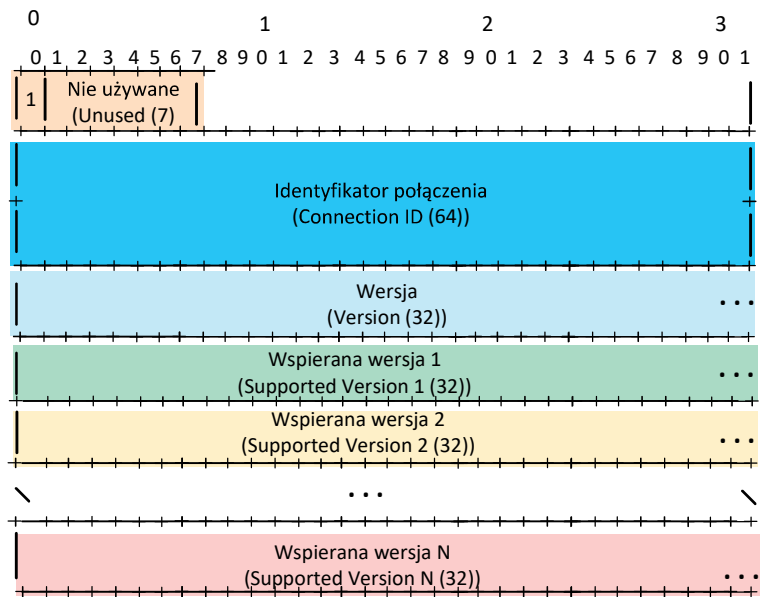 0 1 2 3
0 1 2 3 4 5 6 7 8 9 0 1 2 3 4 5 6 7 8 9 0 1 2 3 4 5 6 7 8 9 0 1
1 Nie używane
(Unused (7)
Identyfikator połączenia
(Connection ID (64))
Wersja
(Version (32)) ...
Wspierana wersja 1
(Supported Version 1 (32)) ...
Wspierana wersja 2
(Supported Version 2 (32)) ...
\ ... \
Wspierana wersja N
(Supported Version N (32)) ...